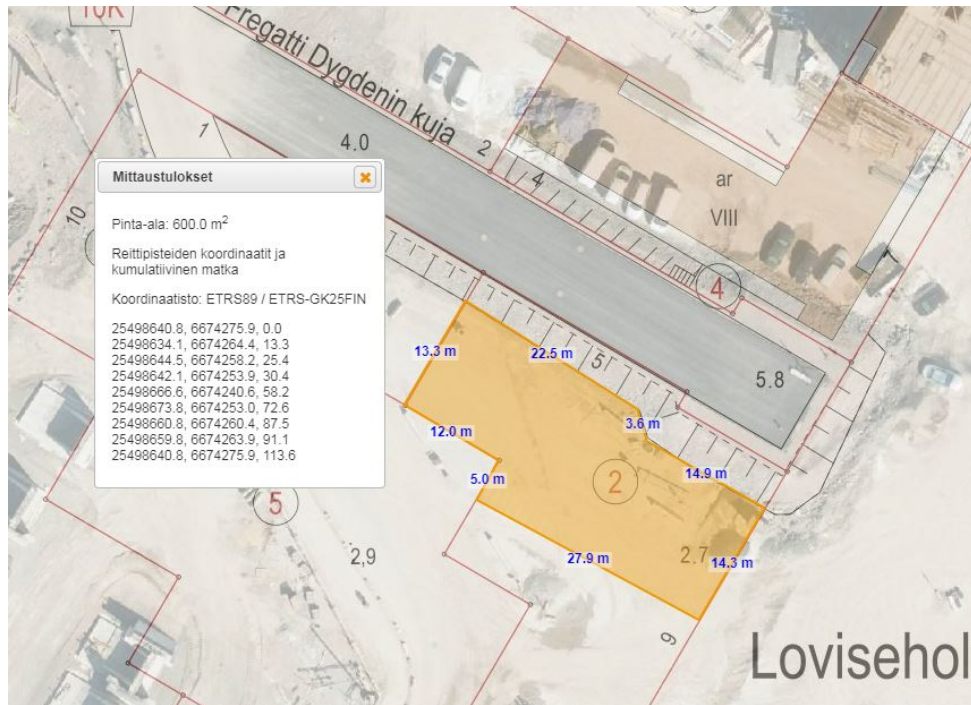 10K
Fregatti Dygdenin kuja
1
4.0
2
4
ar
VIII
10
4
5
5.8
Mittaustulokset
Pinta-ala: 600.0 m²
Reittipisteiden koordinaatit ja
kumulatiivinen matka
Koordinaatisto: ETRS89 / ETRS-GK25FIN
25498640.8, 6674275.9, 0.0
25498634.1, 6674264.4, 13.3
25498644.5, 6674258.2, 25.4
25498642.1, 6674253.9, 30.4
25498666.6, 6674240.6, 58.2
25498673.8, 6674253.0, 72.6
25498660.8, 6674260.4, 87.5
25498659.8, 6674263.9, 91.1
25498640.8, 6674275.9, 113.6
13.3 m
22.5 m
3.6 m
12.0 m
5.0 m
14.9 m
2
27.9 m
2.7
14.3 m
5
2,9
9
Lovisehol